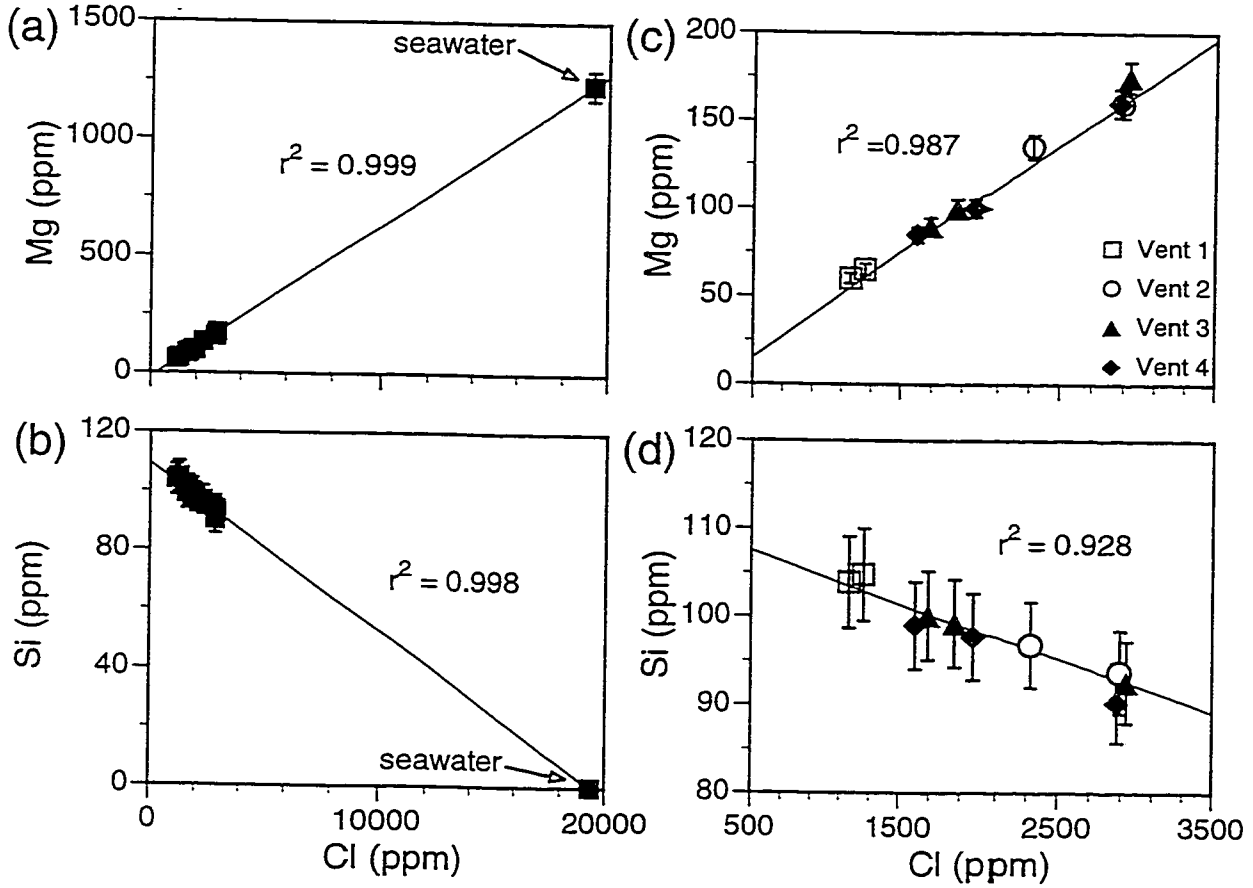 (a)
1500
1000
500
0
Mg (ppm)
seawater
r² = 0.999
0
10000
20000
(b)
120
80
40
0
Si (ppm)
r² = 0.998
seawater
0
10000
20000
Cl (ppm)
(c)
200
150
100
50
0
Mg (ppm)
r² =0.987
Vent 1
Vent 2
Vent 3
Vent 4
(d)
120
110
100
90
80
Si (ppm)
r² = 0.928
500
1500
2500
3500
Cl (ppm)